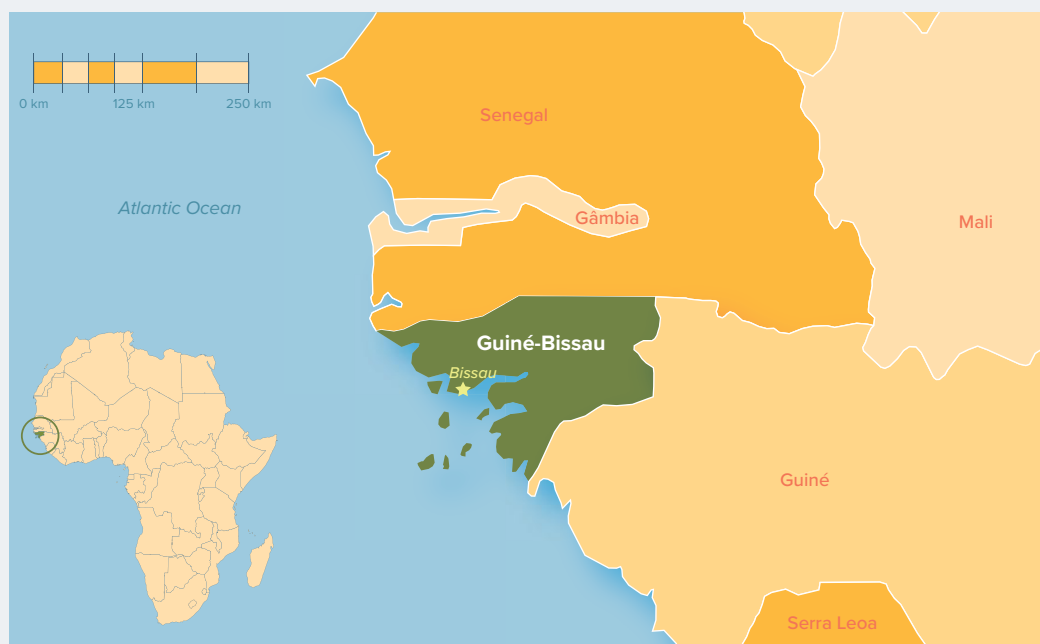 0 km 125 km 250 km
Senegal
Atlantic Ocean
Gâmbia
Mali
Guiné-Bissau
Bissau
Guiné
Serra Leoa